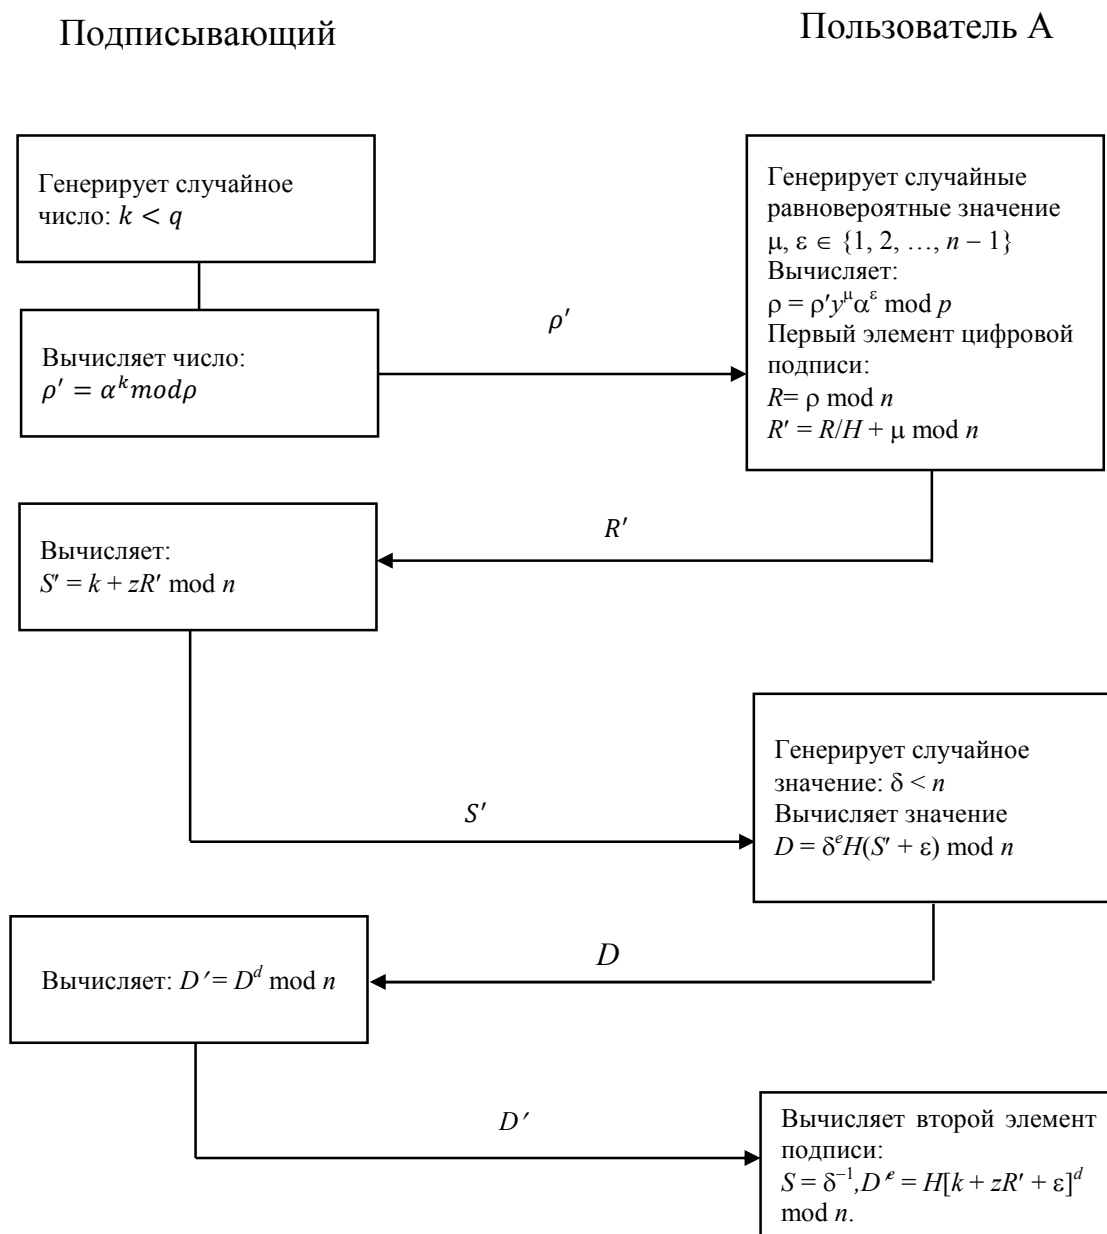 Подписывающий
Пользователь А
Генерирует случайное
число: k < q
Вычисляет число:
ρ′ = α^k modρ
ρ′
Генерирует случайные
равновероятные значение
μ, ε ∈ {1, 2, …, n – 1}
Вычисляет:
ρ = ρ′y^μα^ε mod p
Первый элемент цифровой
подписи:
R= ρ mod n
R′ = R/H + μ mod n
R′
Вычисляет:
S′ = k + zR′ mod n
S′
Генерирует случайное
значение: δ < n
Вычисляет значение
D = δ^e H(S′ + ε) mod n
D
Вычисляет: D′= D^d mod n
D′
Вычисляет второй элемент
подписи:
S = δ^–1,D′^e = H[k + zR′ + ε]^d
mod n.